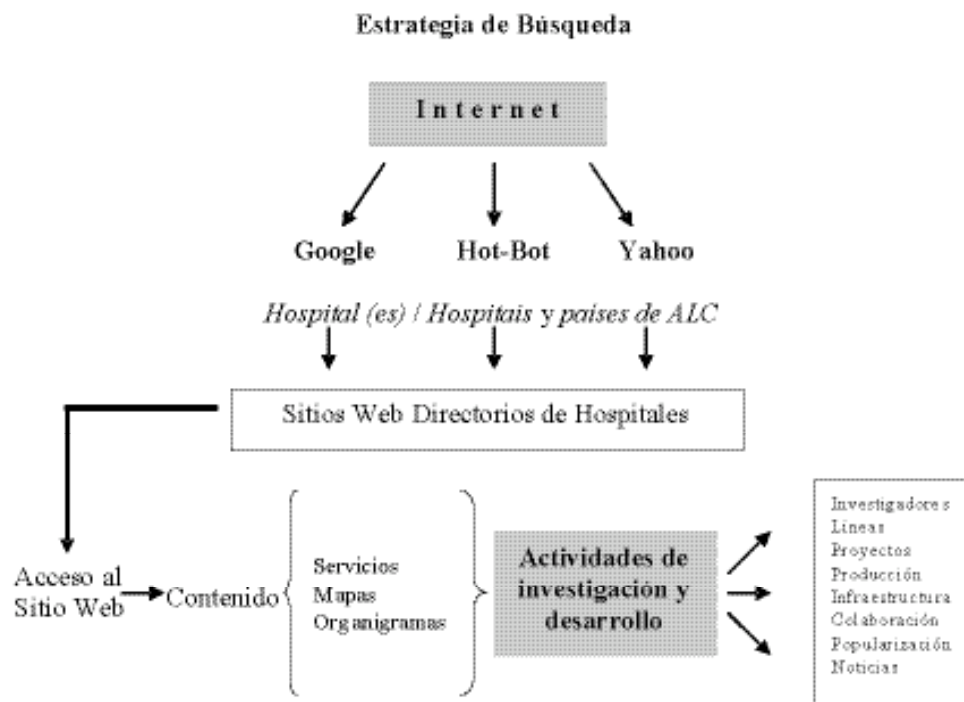 Estrategia de Búsqueda
Internet
Google Hot-Bot Yahoo
Hospital (es) / Hospitais y países de ALC
Sitios Web Directorios de Hospitales
Acceso al
Sitio Web
Contenido
Servicios
Mapas
Organigramas
Actividades de
investigación y
desarrollo
Investigadores
Lineas
Proyectos
Producción
Infraestructura
Colaboración
Popularización
Noticias